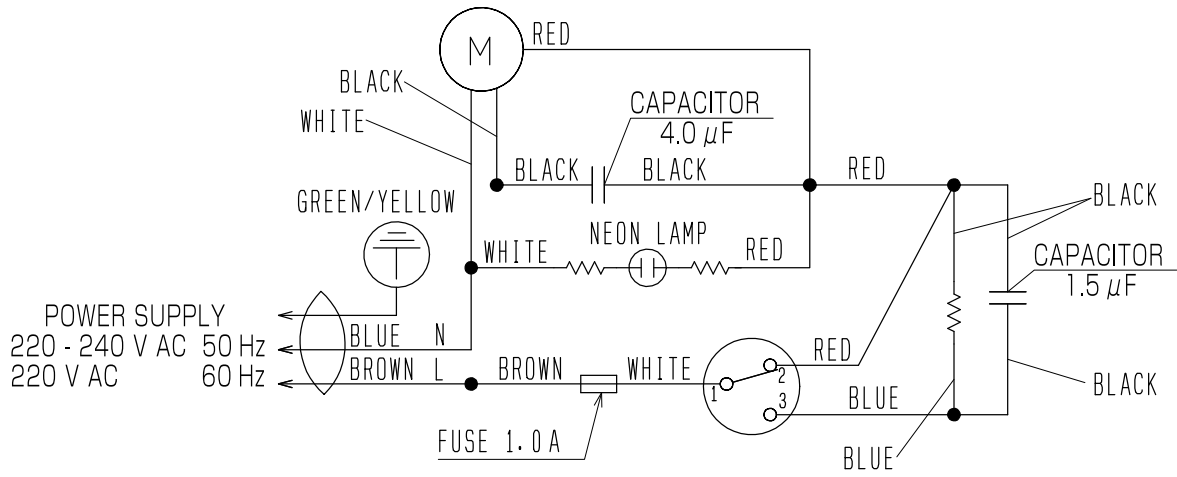 M
RED
BLACK
WHITE
CAPACITOR
4.0 μF
BLACK
BLACK
RED
BLACK
GREEN/YELLOW
WHITE
NEON LAMP
RED
CAPACITOR
1.5 μF
POWER SUPPLY
220 - 240 V AC 50 Hz
220 V AC 60 Hz
BLUE N
BROWN L
BROWN
WHITE
1
2
3
RED
BLUE
BLACK
FUSE 1.0A
BLUE